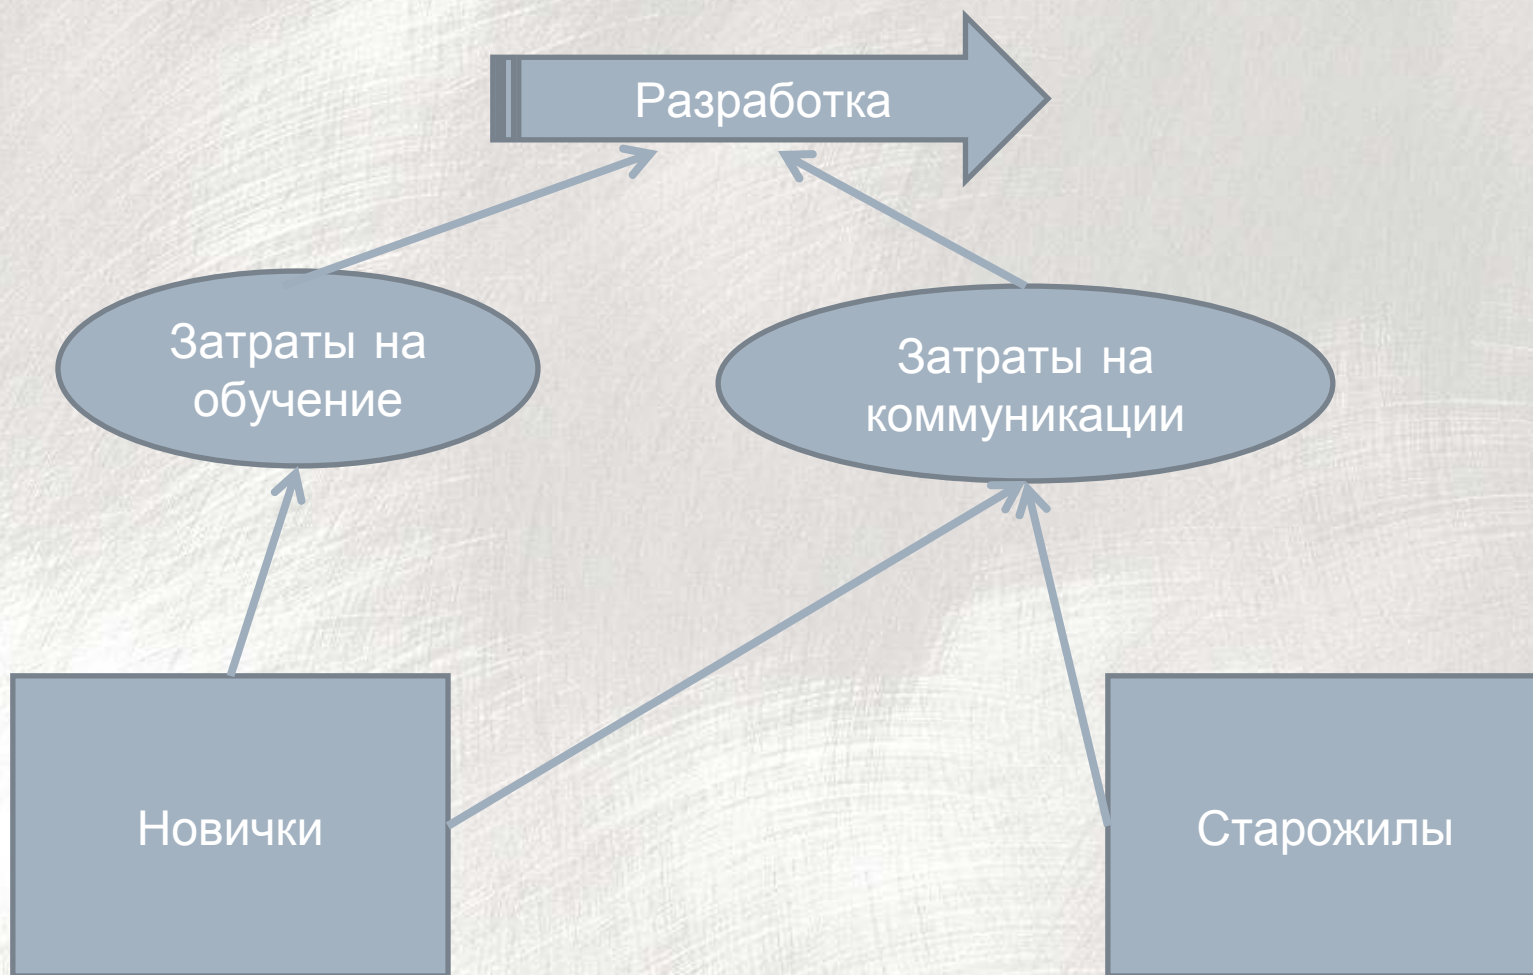 Разработка
Затраты на
обучение
Затраты на
коммуникации
Новички
Старожилы